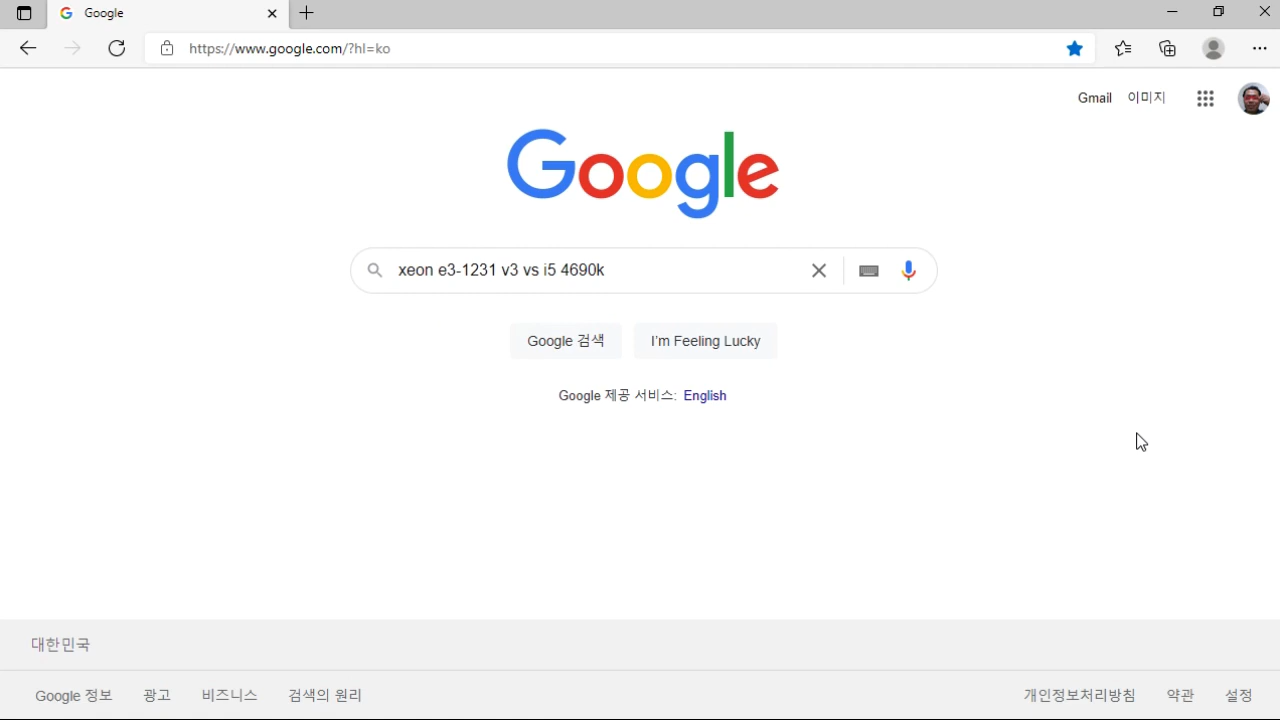 Google
https://www.google.com/?hl=ko
Gmail 이미지
Google
xeon e3-1231 v3 vs i5 4690k
Google 검색 I'm Feeling Lucky
Google 제공 서비스: English
대한민국
Google 정보 광고 비즈니스 검색의 원리 개인정보처리방침 약관 설정